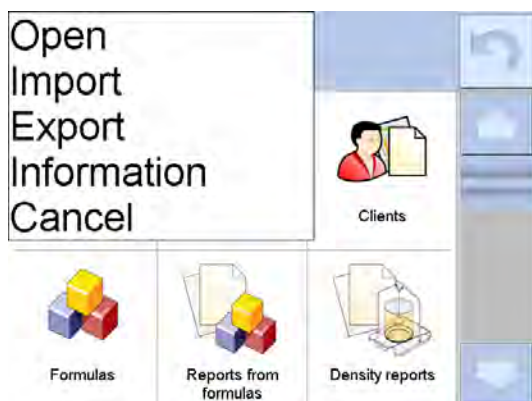 Open
Import
Export
Information
Cancel
Clients
Formulas
Reports from
formulas
Density reports